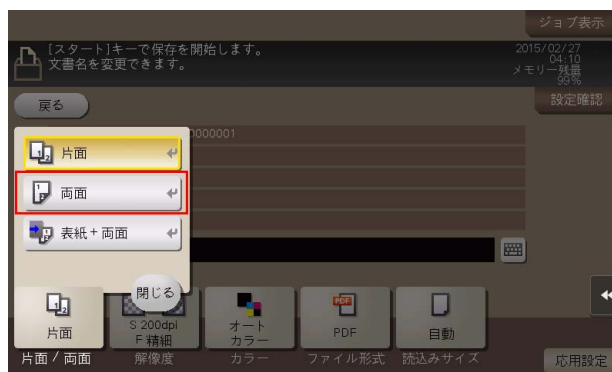 ジョブ表示
[スタート]キーで保存を開始します。
文書名を変更できます。
2015/02/27
04:10
メモリー残量
99%
戻る
設定確認
0000001
片面
両面
表紙+両面
閉じる
片面
S 200dpi
F 精細
オート
カラー
PDF
PDF
自動
片面 / 両面
解像度
カラー
ファイル形式
読込みサイズ
応用設定